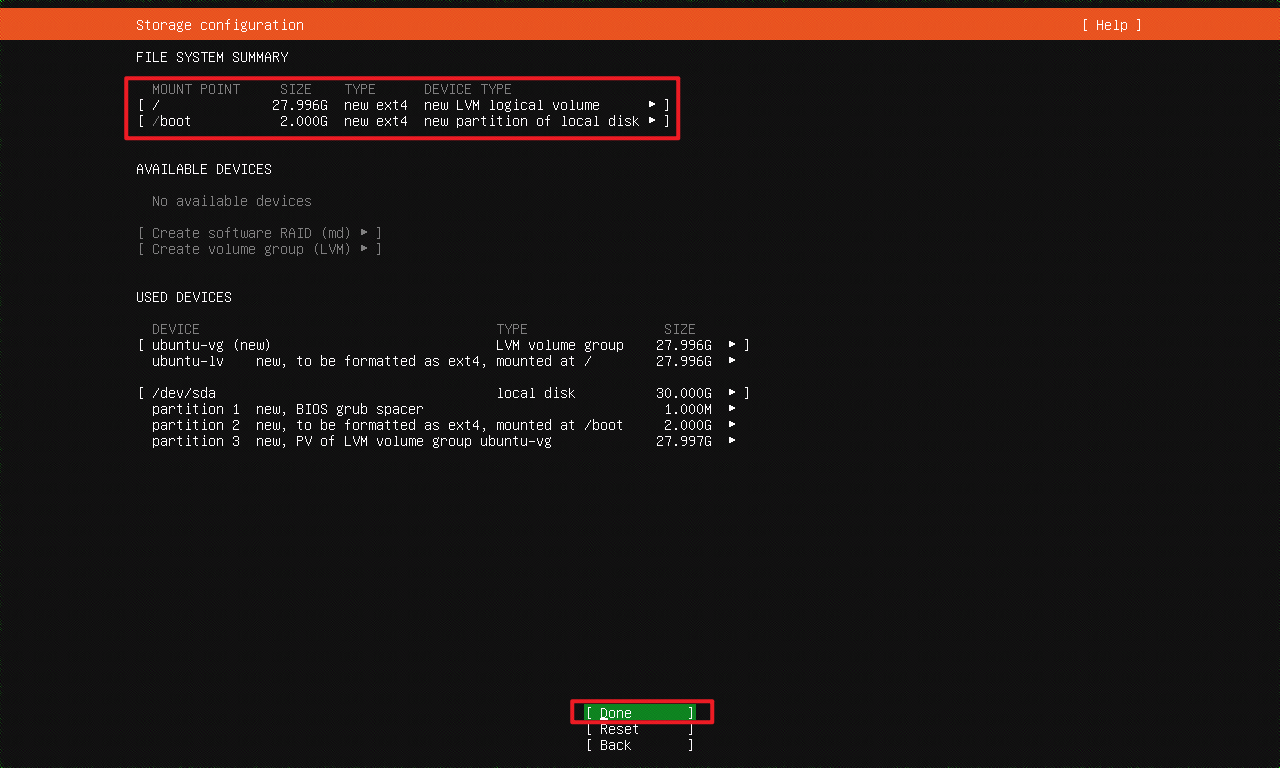 Storage configuration [ Help ]
FILE SYSTEM SUMMARY
MOUNT POINT SIZE TYPE DEVICE TYPE
[ / 27.996G new ext4 new LVM logical volume ▸ ]
[ /boot 2.000G new ext4 new partition of local disk ▸ ]
AVAILABLE DEVICES
No available devices
[ Create software RAID (md) ▸ ]
[ Create volume group (LVM) ▸ ]
USED DEVICES
DEVICE TYPE SIZE
[ ubuntu-vg (new) LVM volume group 27.996G ▸ ]
ubuntu-lv new, to be formatted as ext4, mounted at / 27.996G ▸
[ /dev/sda local disk 30.000G ▸ ]
partition 1 new, BIOS grub spacer 1.000M ▸
partition 2 new, to be formatted as ext4, mounted at /boot 2.000G ▸
partition 3 new, PV of LVM volume group ubuntu-vg 27.997G ▸
[ Done ]
[ Reset ]
[ Back ]